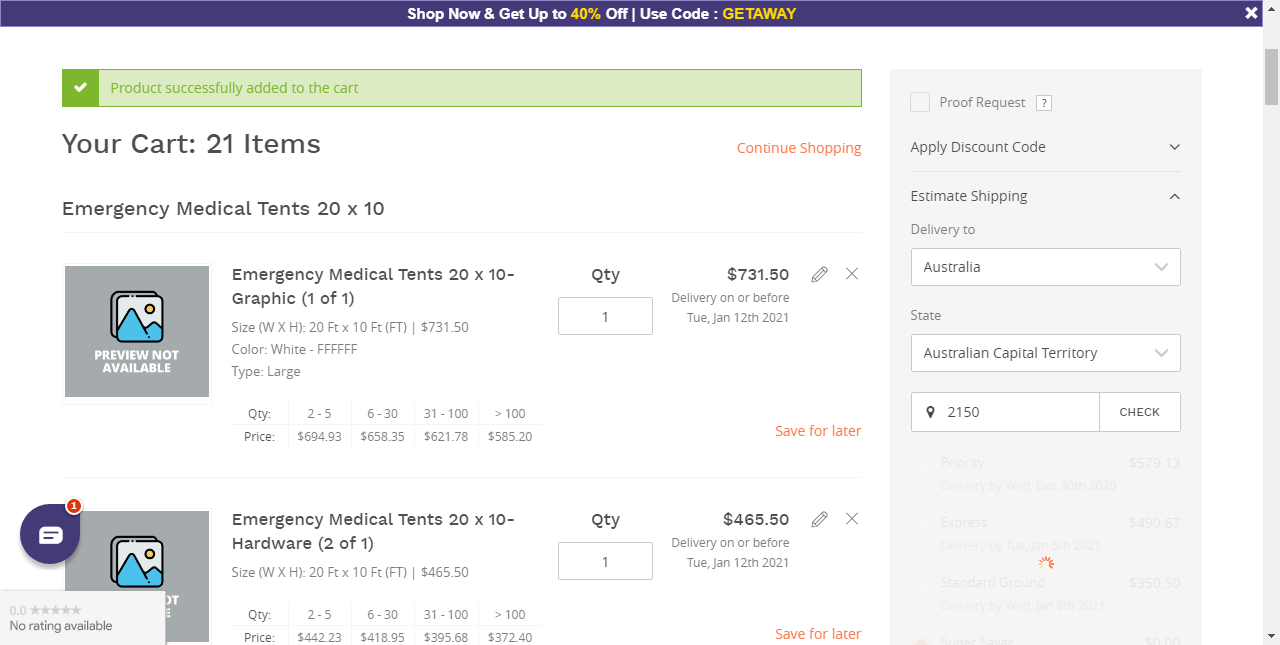 Shop Now & Get Up to 40% Off | Use Code : GETAWAY
Product successfully added to the cart
Your Cart: 21 Items
Continue Shopping
Emergency Medical Tents 20 x 10
PREVIEW NOT
AVAILABLE
Emergency Medical Tents 20 x 10-
Graphic (1 of 1)
Size (W X H): 20 Ft x 10 Ft (FT) | $731.50
Color: White - FFFFFF
Type: Large
Qty
1
$731.50
Delivery on or before
Tue, Jan 12th 2021
Qty: 2 - 5 6 - 30 31 - 100 > 100
Price: $694.93 $658.35 $621.78 $585.20
Save for later
Emergency Medical Tents 20 x 10-
Hardware (2 of 1)
Size (W X H): 20 Ft x 10 Ft (FT) | $465.50
Qty
1
$465.50
Delivery on or before
Tue, Jan 12th 2021
Qty: 2 - 5 6 - 30 31 - 100 > 100
Price: $442.23 $418.95 $395.68 $372.40
Save for later
1
0.0
No rating available
Proof Request ?
Apply Discount Code
Estimate Shipping
Delivery to
Australia
State
Australian Capital Territory
2150 CHECK
Priority $579.13
Delivery by Wed, Dec 30th 2020
Express $490.67
Delivery by Tue, Jan 5th 2021
Standard Ground $350.50
Delivery by Wed, Jan 6th 2021
Super Saver $0.00